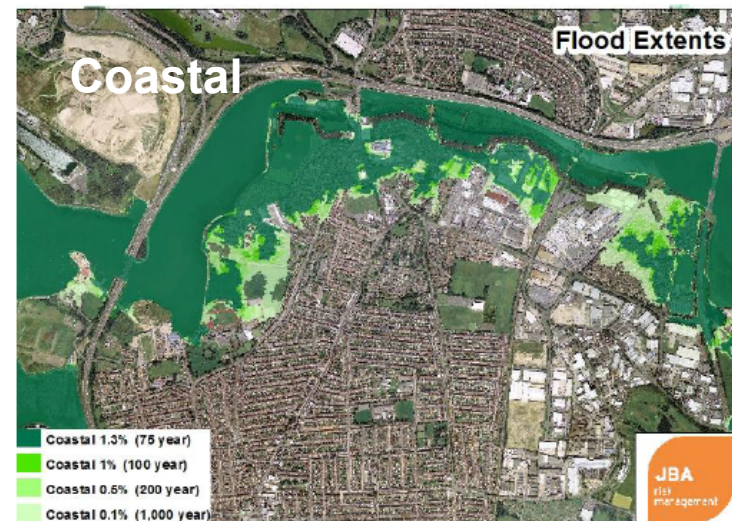 Flood Extents
Coastal
Coastal 1.3% (75 year)
Coastal 1% (100 year)
Coastal 0.5% (200 year)
Coastal 0.1% (1,000 year)
JBA
risk
management